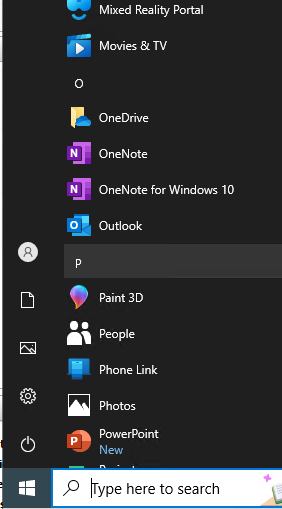 Mixed Reality Portal
Movies & TV
O
OneDrive
OneNote
OneNote for Windows 10
Outlook
P
Paint 3D
People
Phone Link
Photos
PowerPoint
New
Type here to search